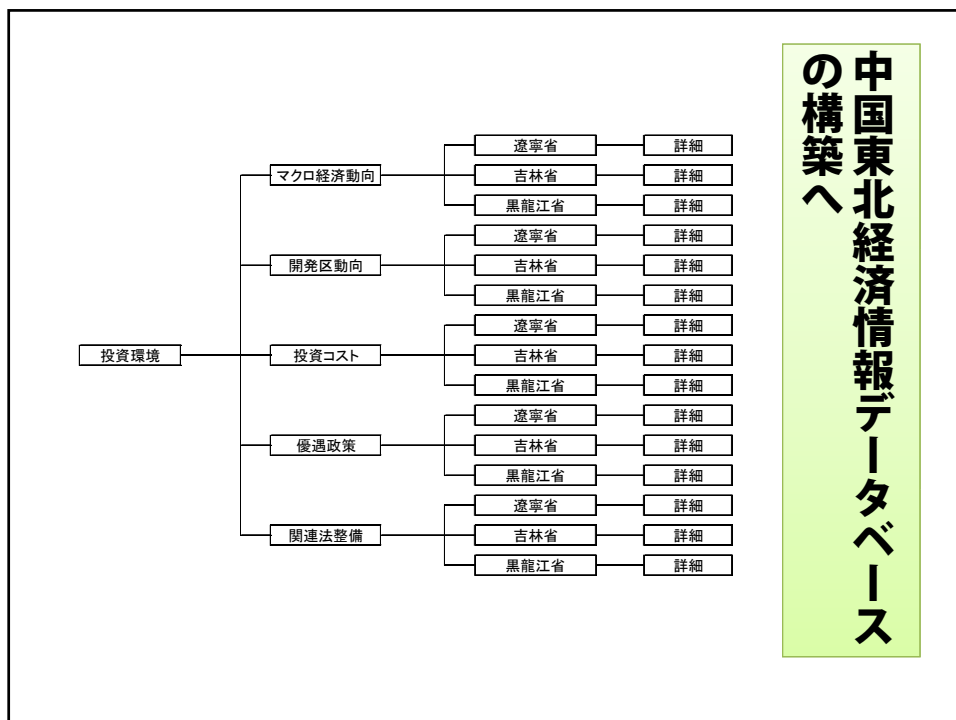 中国東北経済情報データベース
の構築へ
投資環境
マクロ経済動向
遼寧省
詳細
吉林省
詳細
黒龍江省
詳細
開発区動向
遼寧省
詳細
吉林省
詳細
黒龍江省
詳細
投資コスト
遼寧省
詳細
吉林省
詳細
黒龍江省
詳細
優遇政策
遼寧省
詳細
吉林省
詳細
黒龍江省
詳細
関連法整備
遼寧省
詳細
吉林省
詳細
黒龍江省
詳細